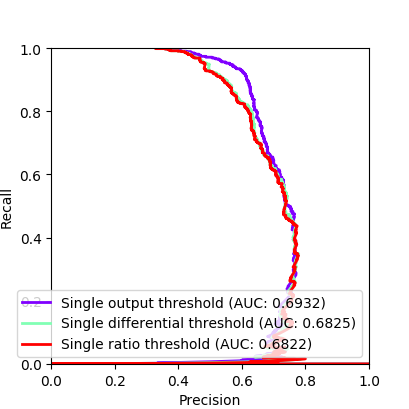 1.0
0.8
0.6
0.4
0.2
0.0
Recall
Single output threshold (AUC: 0.6932)
Single differential threshold (AUC: 0.6825)
Single ratio threshold (AUC: 0.6822)
0.0 0.2 0.4 0.6 0.8 1.0
Precision